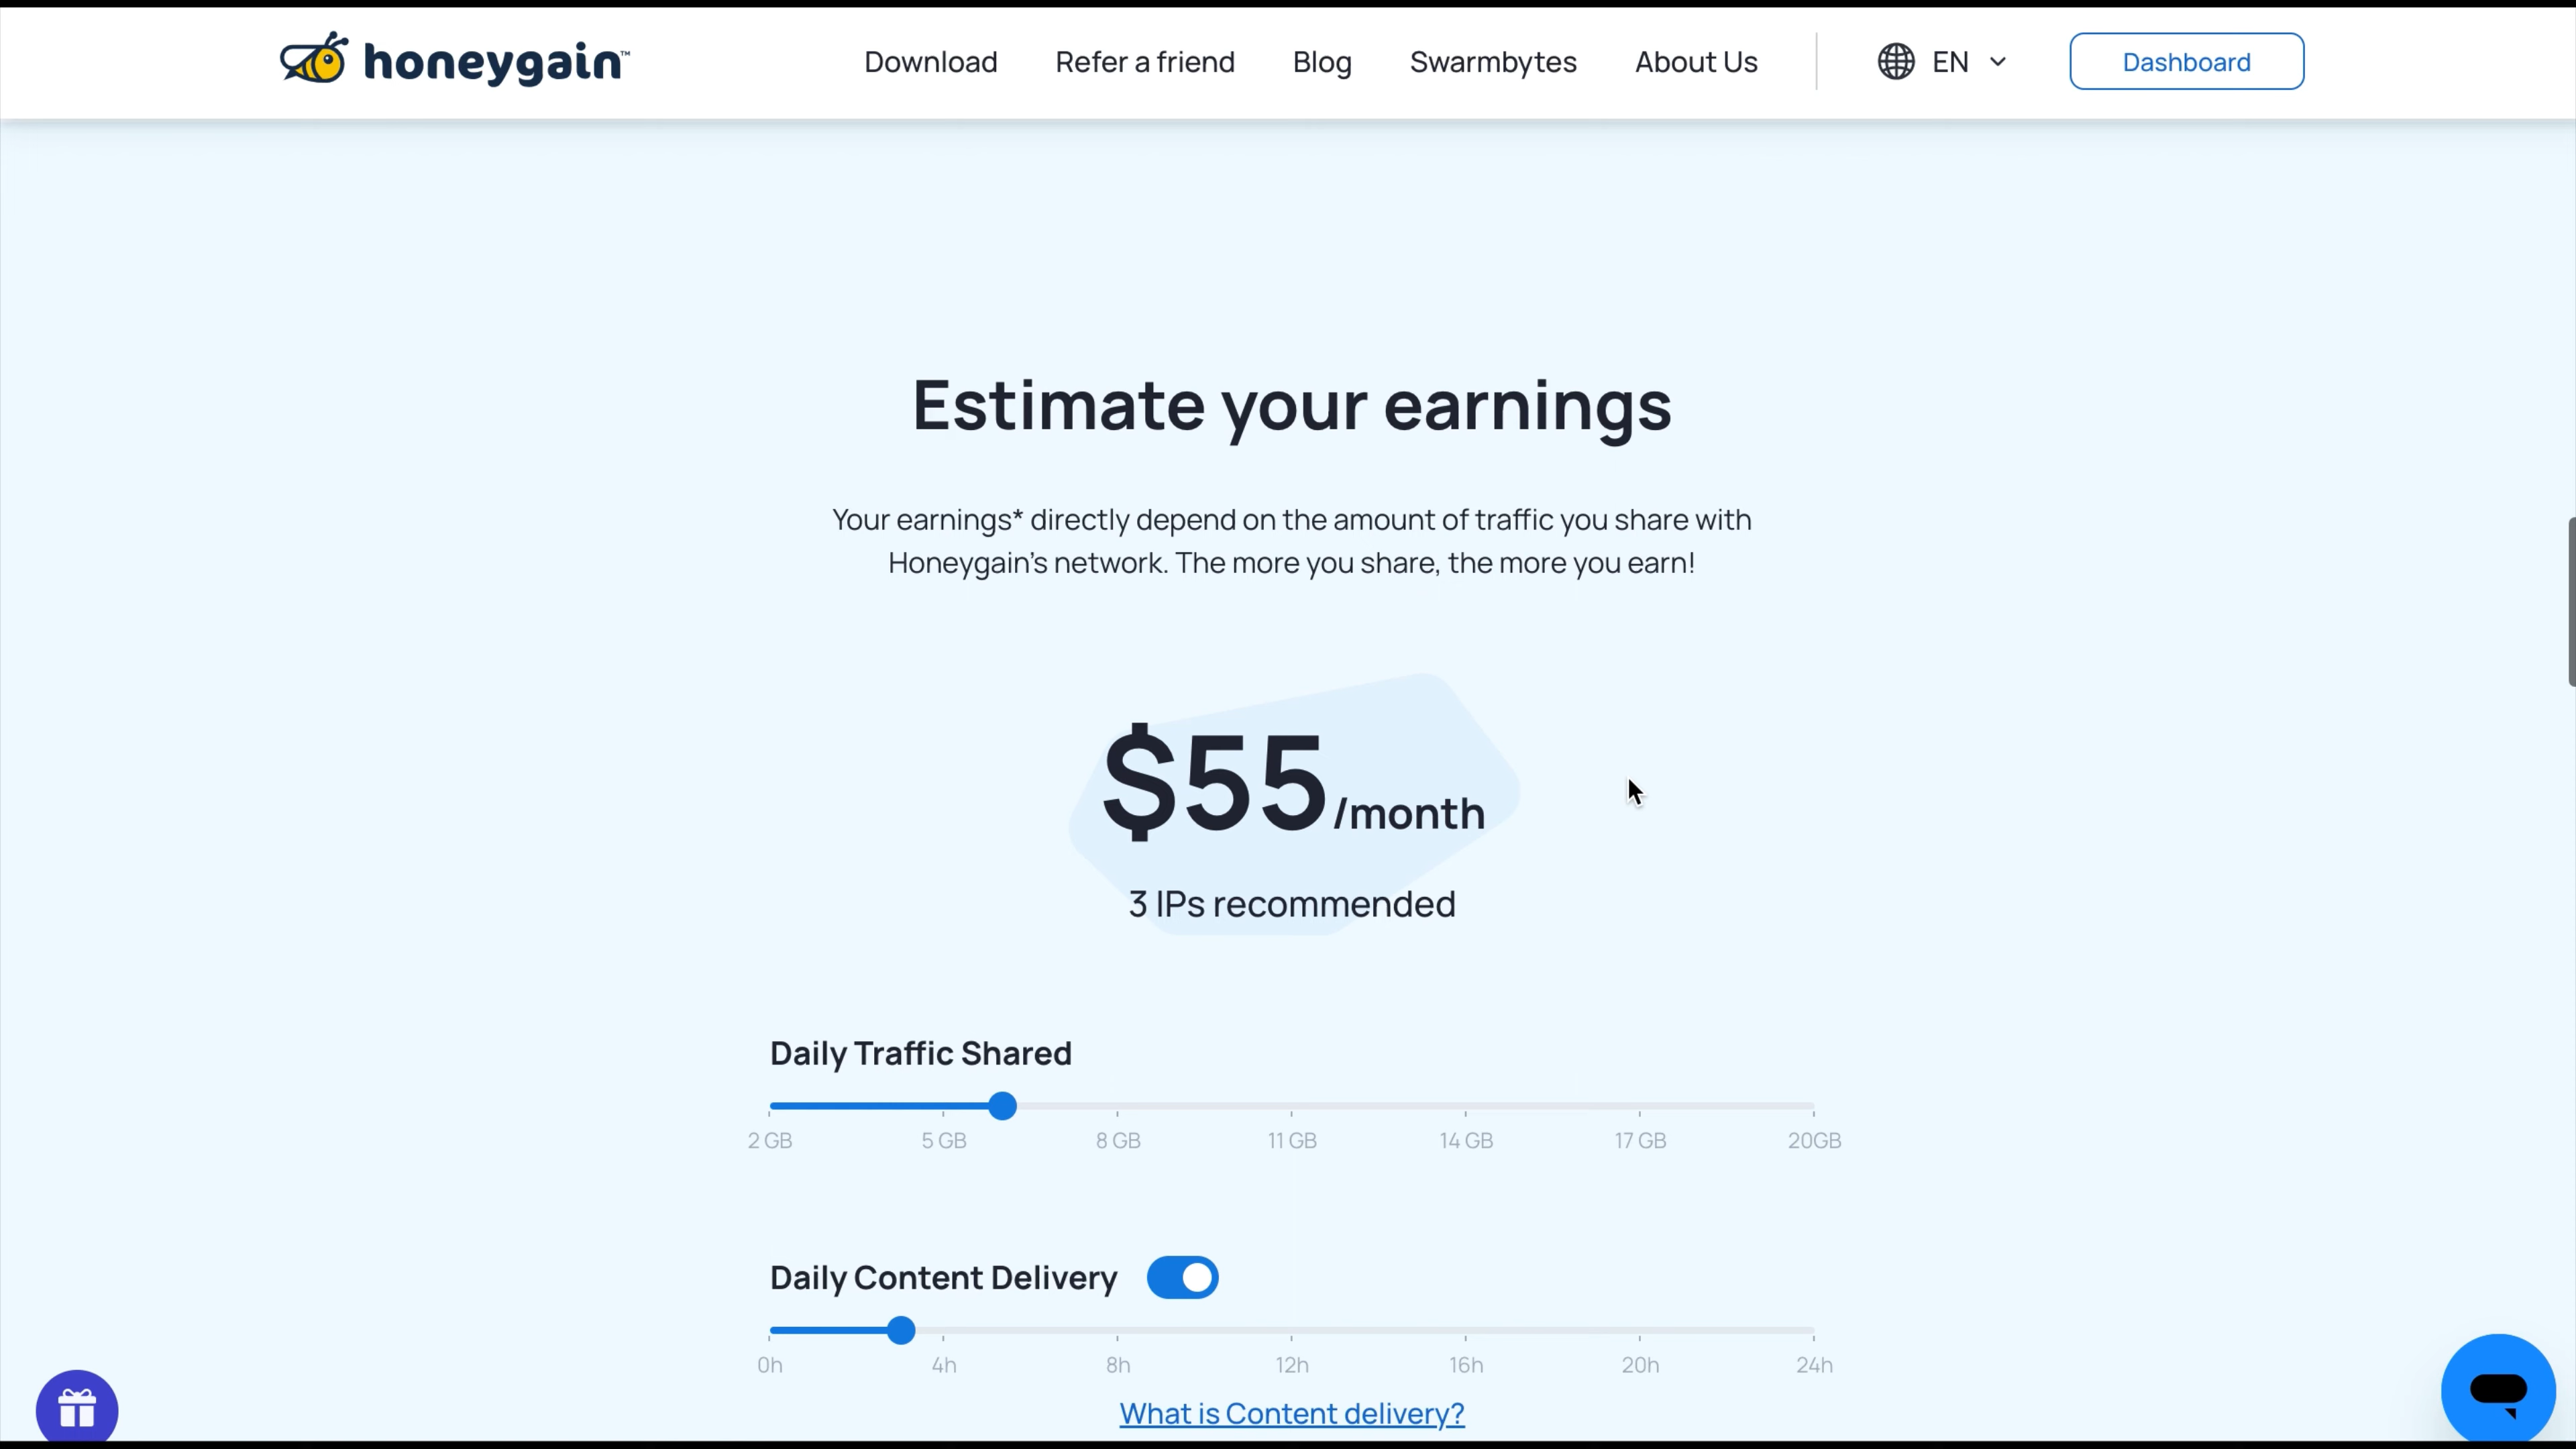 honeygain™
Download
Refer a friend
Blog
Swarmbytes
About Us
EN
Dashboard
Estimate your earnings
Your earnings* directly depend on the amount of traffic you share with
Honeygain's network. The more you share, the more you earn!
$55/month
3 IPs recommended
Daily Traffic Shared
2 GB 5 GB 8 GB 11 GB 14 GB 17 GB 20GB
Daily Content Delivery
0h 4h 8h 12h 16h 20h 24h
What is Content delivery?